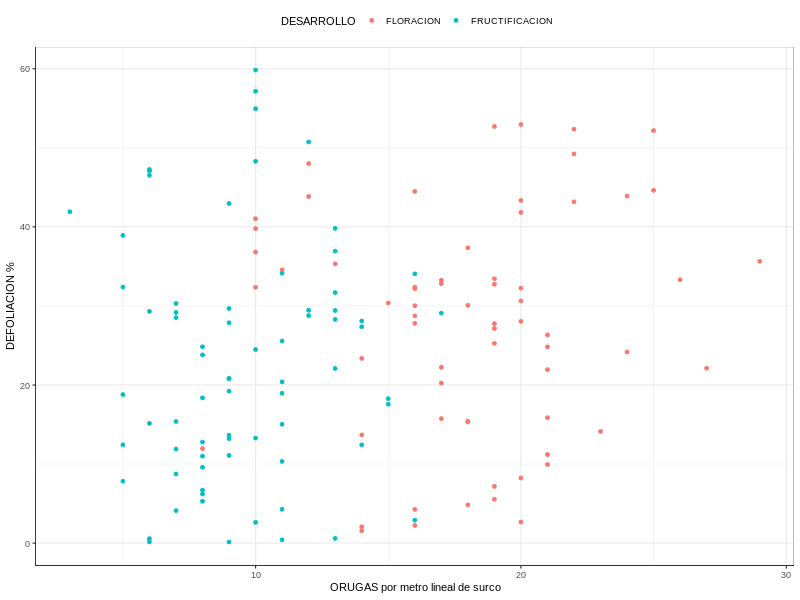 DESARROLLO FLORACION FRUCTIFICACION
DEFOLIACION %
60
40
20
0
10 20 30
ORUGAS por metro lineal de surco